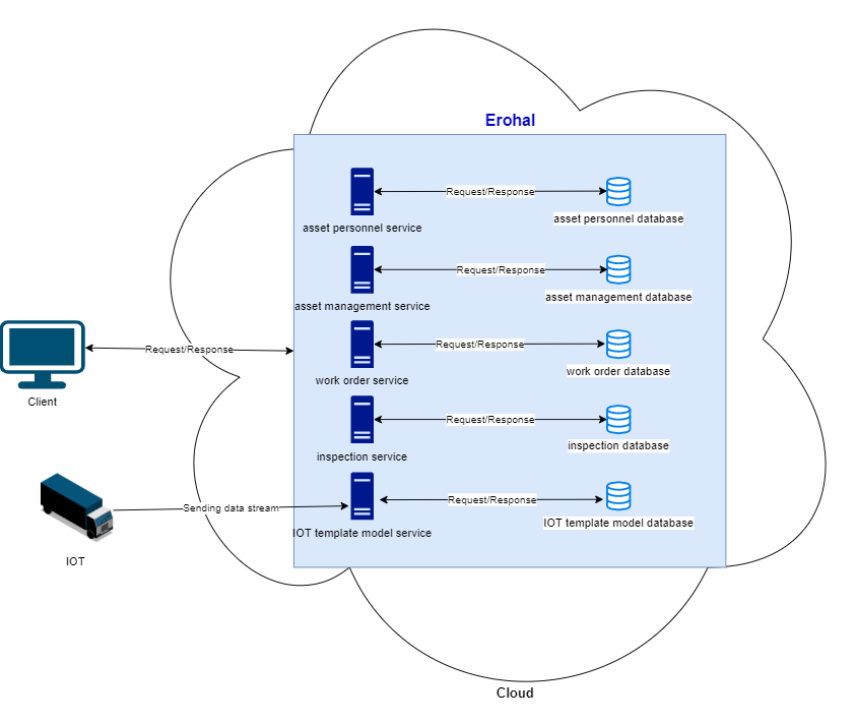 Erohal
Request/Response
asset personnel service
asset personnel database
Request/Response
asset management service
asset management database
Request/Response
Request/Response
work order service
work order database
Client
Request/Response
inspection service
inspection database
Request/Response
Sending data stream
IOT template model service
IOT template model database
IOT
Cloud